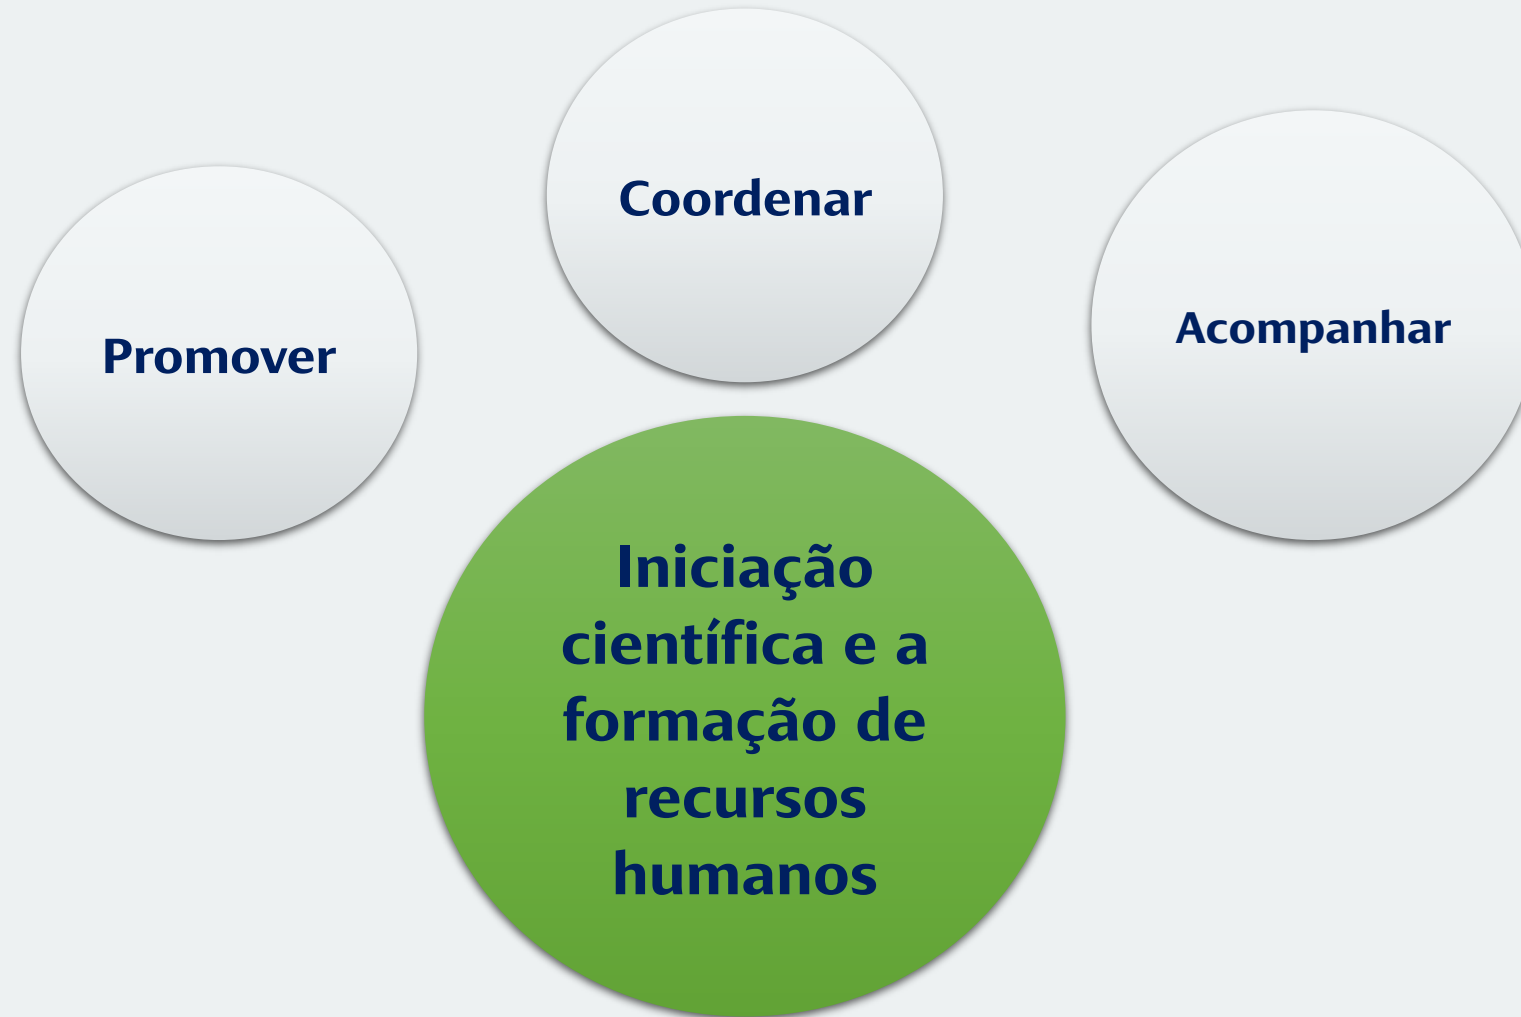 Promover
Coordenar
Acompanhar
Iniciação
científica e a
formação de
recursos
humanos